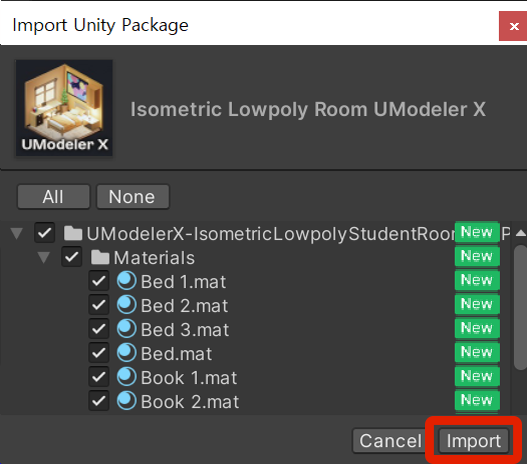 Import Unity Package
UModeler X
Isometric Lowpoly Room UModeler X
All None
UModelerX-IsometricLowpolyStudentRoom New P
Materials New
Bed 1.mat New
Bed 2.mat New
Bed 3.mat New
Bed.mat New
Book 1.mat New
Book 2.mat New
Cancel Import